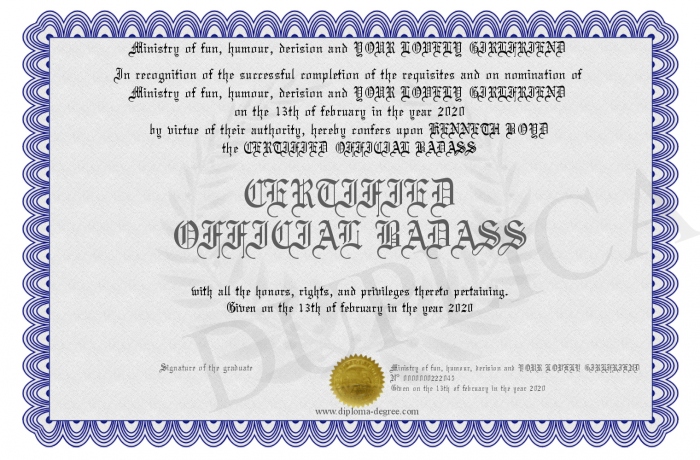 Ministry of fun, humour, derision and YOUR LOVELY GIRLFRIEND
In recognition of the successful completion of the requisites and on nomination of
Ministry of fun, humour, derision and YOUR LOVELY GIRLFRIEND
on the 13th of february in the year 2020
by virtue of their authority, hereby confers upon KENNETH BOYD
the CERTIFIED OFFICIAL BADASS
CERTIFIED
OFFICIAL BADASS
with all the honors, rights, and privileges thereto pertaining.
Given on the 13th of february in the year 2020
Signature of the graduate
Ministry of fun, humour, derision and YOUR LOVELY GIRLFRIEND
N° 0000000222045
Given on the 13th of february in the year 2020
www.diploma-degree.com
DUPLICA